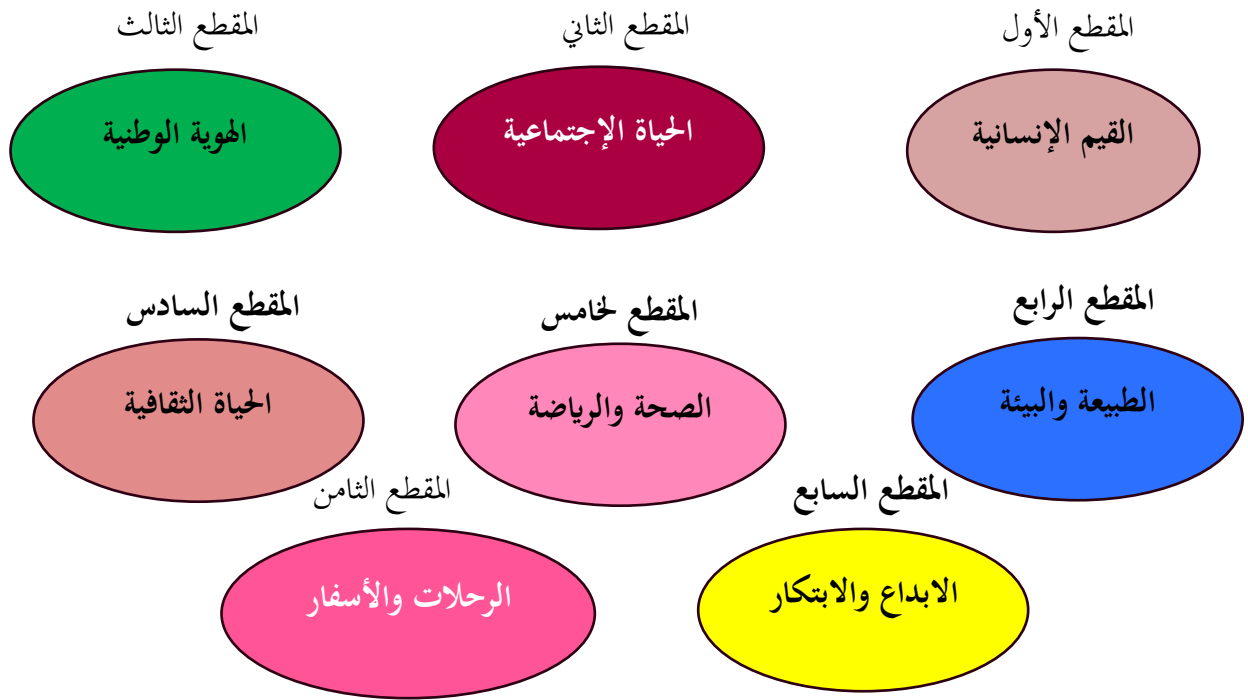 المقطع الأول
القيم الإنسانية
المقطع الثاني
الحياة الإجتماعية
المقطع الثالث
الهوية الوطنية
المقطع الرابع
الطبيعة والبيئة
المقطع لخامس
الصحة والرياضة
المقطع السادس
الحياة الثقافية
المقطع السابع
الابداع والابتكار
المقطع الثامن
الرحلات والأسفار